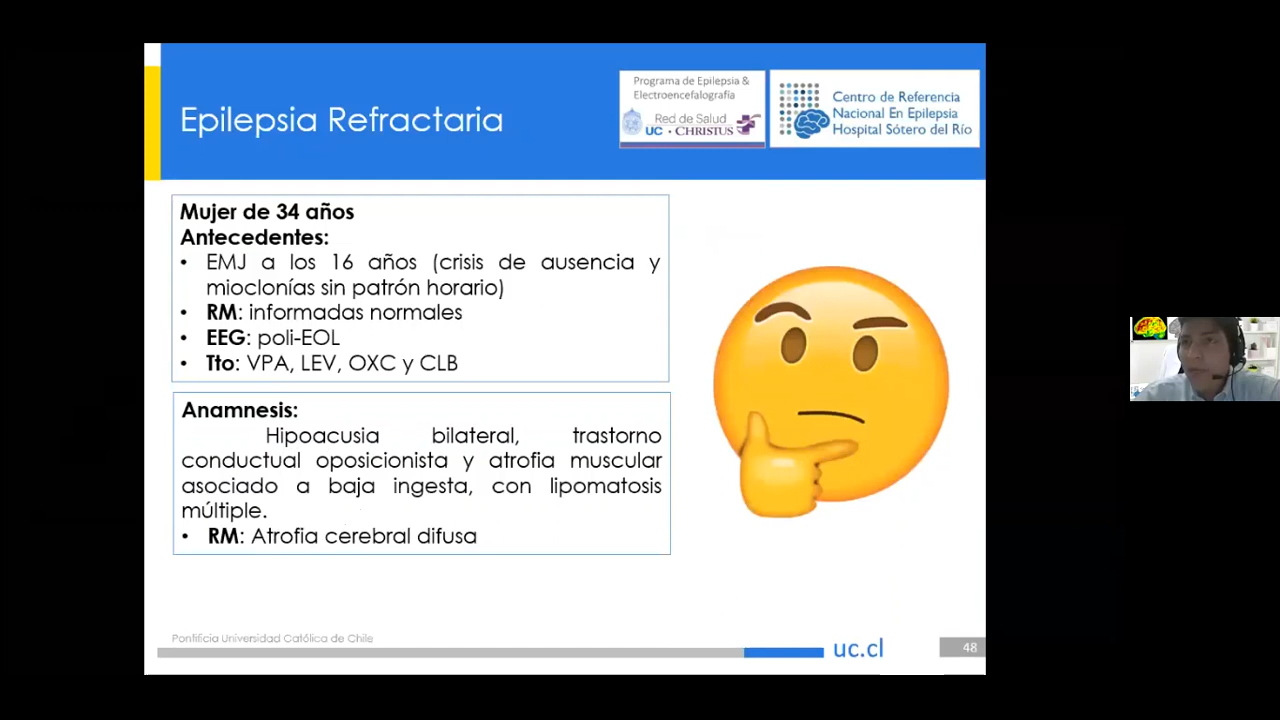 Epilepsia Refractaria
Programa de Epilepsia &
Electroencefalografía
Red de Salud
UC • CHRISTUS
Centro de Referencia
Nacional En Epilepsia
Hospital Sótero del Río
Mujer de 34 años
Antecedentes:
• EMJ a los 16 años (crisis de ausencia y
mioclonías sin patrón horario)
• RM: informadas normales
• EEG: poli-EOL
• Tto: VPA, LEV, OXC y CLB
Anamnesis:
Hipoacusia bilateral, trastorno
conductual oposicionista y atrofia muscular
asociado a baja ingesta, con lipomatosis
múltiple.
• RM: Atrofia cerebral difusa
Pontificia Universidad Católica de Chile
uc.cl
48